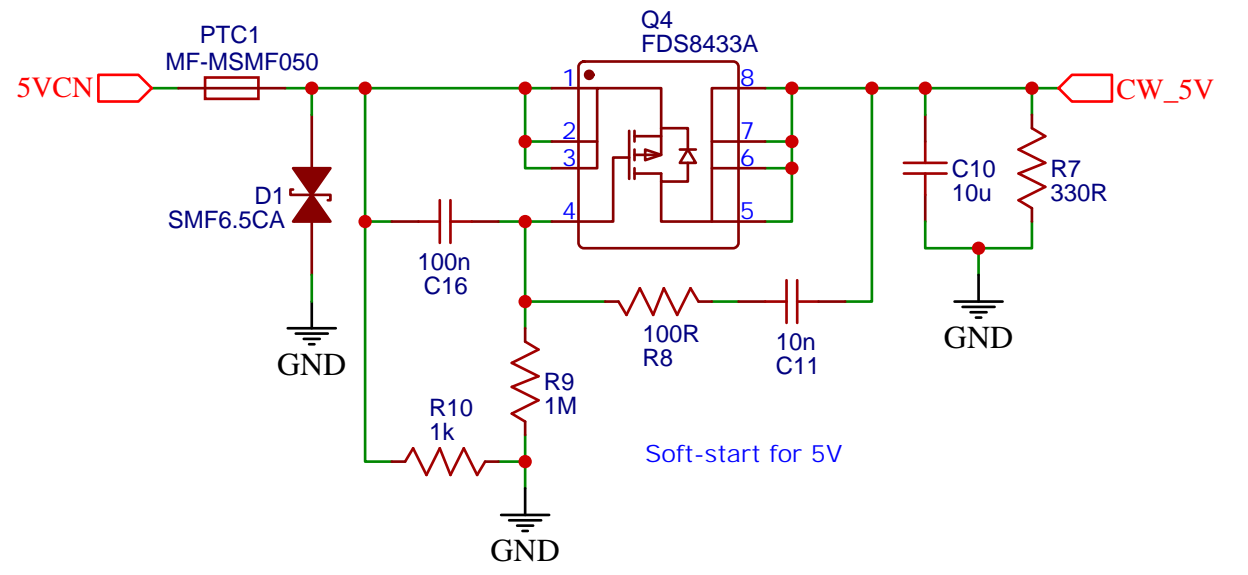 Q4
FDS8433A
PTC1
MF-MSMF050
5VCN
1
8
CW_5V
2
7
3
6
C10
10u
R7
330R
D1
SMF6.5CA
4
5
100n
C16
GND
100R
R8
10n
C11
GND
R9
1M
R10
1k
Soft-start for 5V
GND